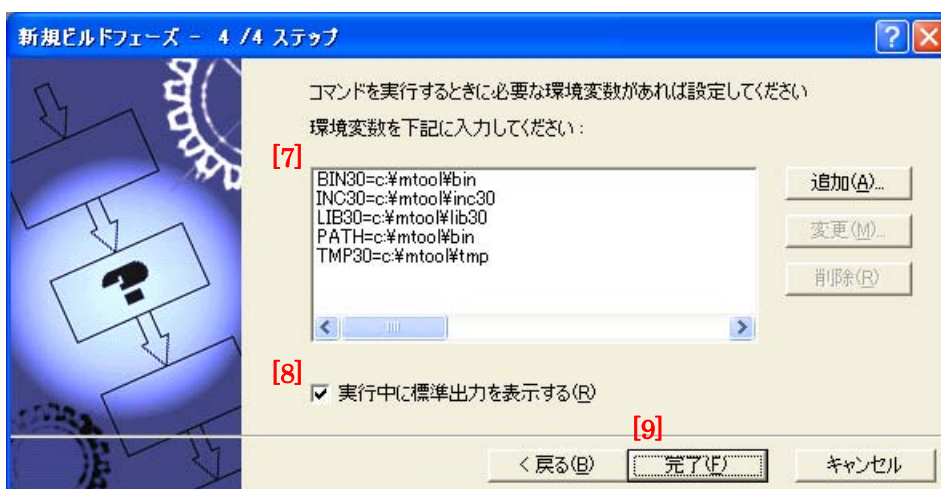 新規ビルドフェーズ - 4 /4 ステップ
コマンドを実行するときに必要な環境変数があれば設定してください
環境変数を下記に入力してください:
[7]
BIN30=c:¥mtool¥bin
INC30=c:¥mtool¥inc30
LIB30=c:¥mtool¥lib30
PATH=c:¥mtool¥bin
TMP30=c:¥mtool¥tmp
追加(A)...
変更(M)...
削除(R)
[8]
実行中に標準出力を表示する(R)
[9]
< 戻る(B)
完了(F)
キャンセル